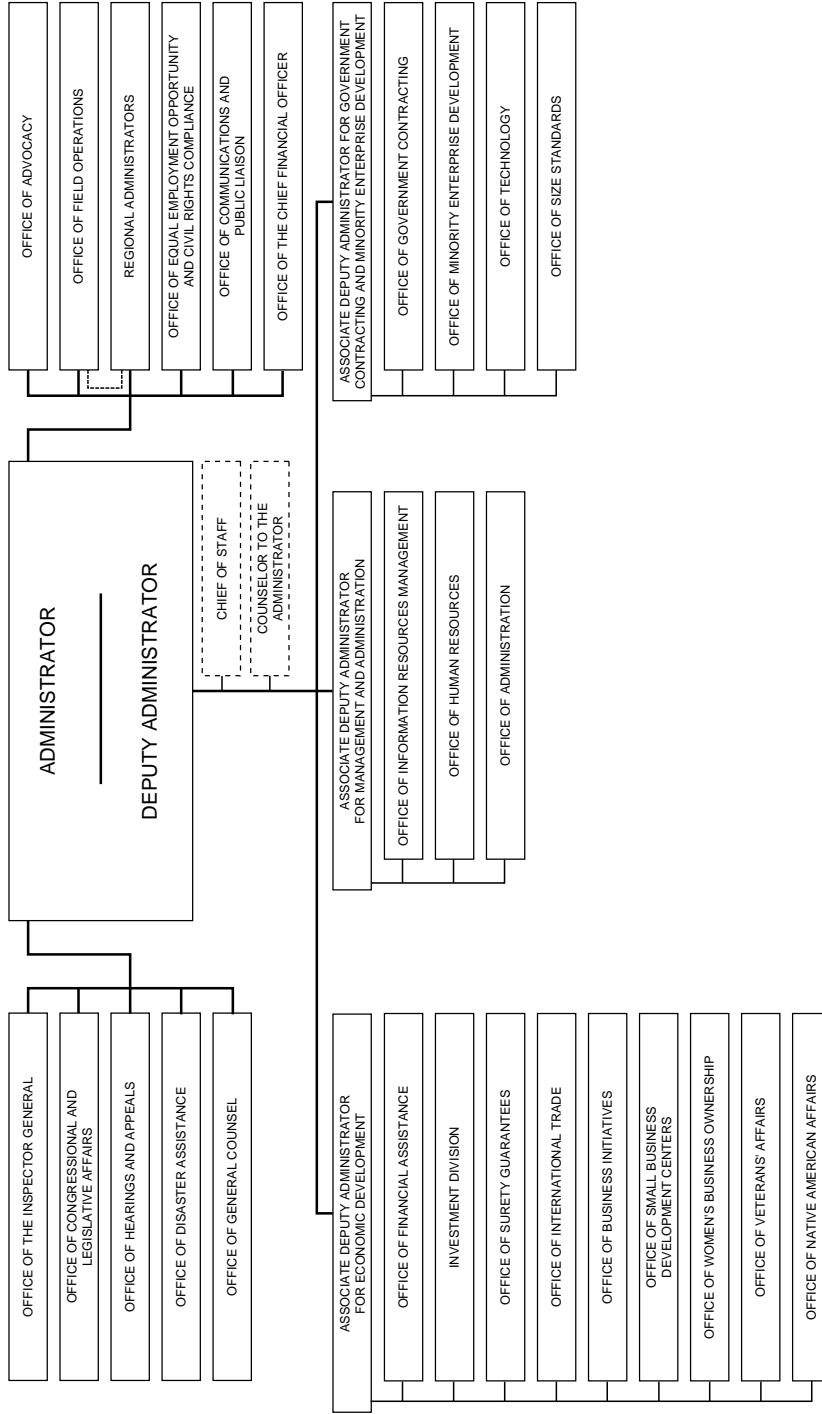 ADMINISTRATOR
DEPUTY ADMINISTRATOR
CHIEF OF STAFF
COUNSELOR TO THE
ADMINISTRATOR
OFFICE OF THE INSPECTOR GENERAL
OFFICE OF CONGRESSIONAL AND
LEGISLATIVE AFFAIRS
OFFICE OF HEARINGS AND APPEALS
OFFICE OF DISASTER ASSISTANCE
OFFICE OF GENERAL COUNSEL
OFFICE OF ADVOCACY
OFFICE OF FIELD OPERATIONS
REGIONAL ADMINISTRATORS
OFFICE OF EQUAL EMPLOYMENT OPPORTUNITY
AND CIVIL RIGHTS COMPLIANCE
OFFICE OF COMMUNICATIONS AND
PUBLIC LIAISON
OFFICE OF THE CHIEF FINANCIAL OFFICER
ASSOCIATE DEPUTY ADMINISTRATOR
FOR ECONOMIC DEVELOPMENT
OFFICE OF FINANCIAL ASSISTANCE
INVESTMENT DIVISION
OFFICE OF SURETY GUARANTEES
OFFICE OF INTERNATIONAL TRADE
OFFICE OF BUSINESS INITIATIVES
OFFICE OF SMALL BUSINESS
DEVELOPMENT CENTERS
OFFICE OF WOMEN'S BUSINESS OWNERSHIP
OFFICE OF VETERANS' AFFAIRS
OFFICE OF NATIVE AMERICAN AFFAIRS
ASSOCIATE DEPUTY ADMINISTRATOR
FOR MANAGEMENT AND ADMINISTRATION
OFFICE OF INFORMATION RESOURCES MANAGEMENT
OFFICE OF HUMAN RESOURCES
OFFICE OF ADMINISTRATION
ASSOCIATE DEPUTY ADMINISTRATOR FOR GOVERNMENT
CONTRACTING AND MINORITY ENTERPRISE DEVELOPMENT
OFFICE OF GOVERNMENT CONTRACTING
OFFICE OF MINORITY ENTERPRISE DEVELOPMENT
OFFICE OF TECHNOLOGY
OFFICE OF SIZE STANDARDS